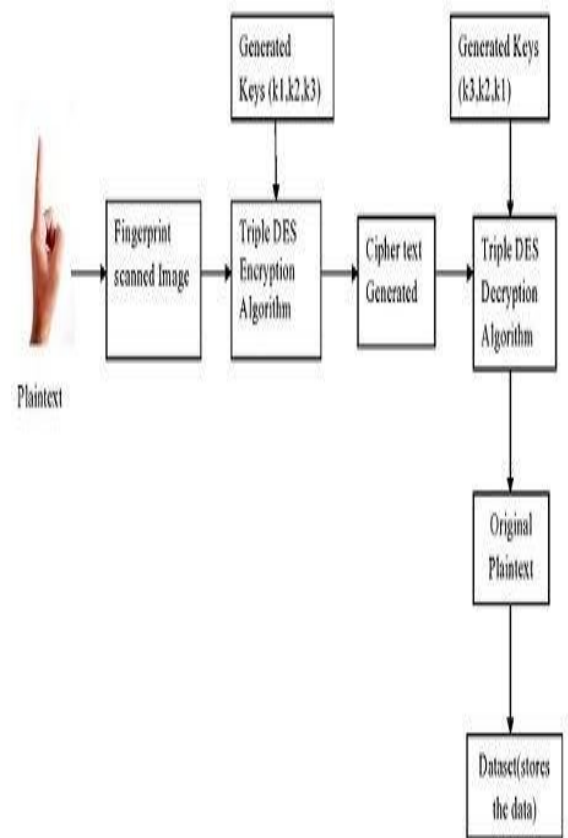 Generated
Keys (k1,k2,k3)
Generated Keys
(k3,k2,k1)
Fingerprint
scanned Image
Triple DES
Encryption
Algorithm
Cipher text
Generated
Triple DES
Decryption
Algorithm
Plaintext
Original
Plaintext
Dataset(stores
the data)